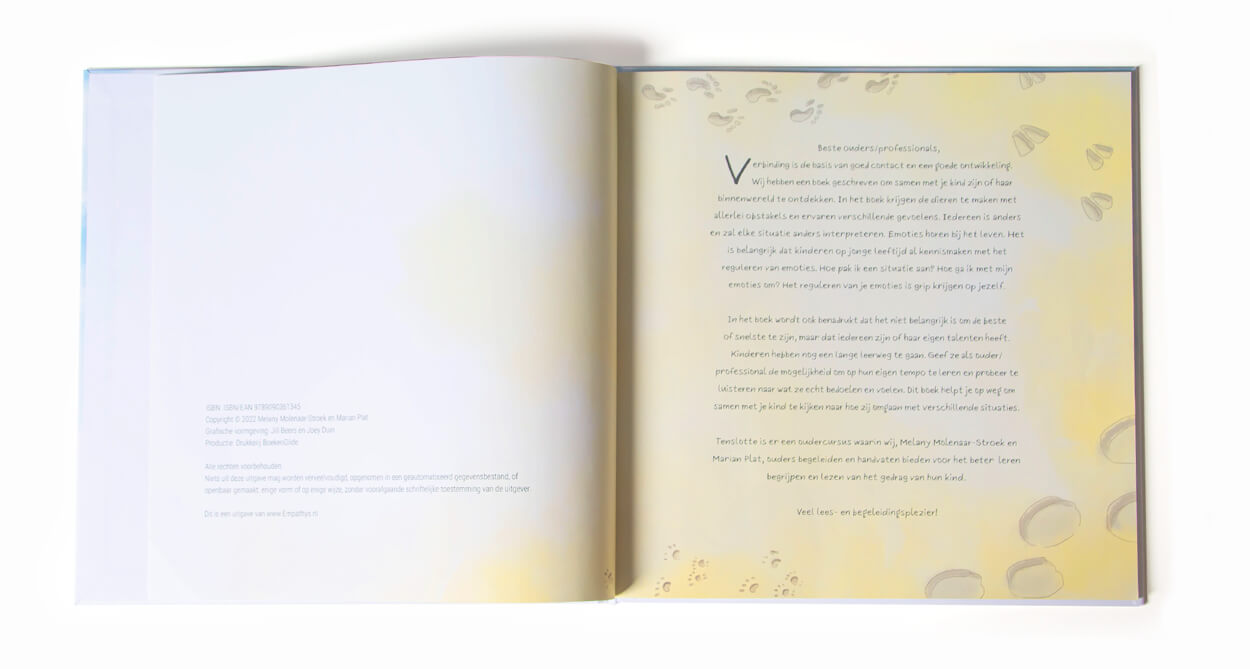 ISBN: ISBN/EAN 9789090361345
Copyright © 2022 Melany Molenaar-Stroek en Marian Plat
Grafische vormgeving: Jill Beers en Joey Duin
Productie: Drukkerij BoekenGilde
Alle rechten voorbehouden.
Niets uit deze uitgave mag worden verveelvoudigd, opgenomen in een geautomatiseerd gegevensbestand, of
openbaar gemaakt, enige vorm of op enige wijze, zonder voorafgaande schriftelijke toestemming van de uitgever.
Dit is een uitgave van www.Empathys.nl
Beste ouders/professionals,
Verbinding is de basis van goed contact en een goede ontwikkeling.
Wij hebben een boek geschreven om samen met je kind zijn of haar
binnenwereld te ontdekken. In het boek krijgen de dieren te maken met
allerlei obstakels en ervaren verschillende gevoelens. Iedereen is anders
en zal elke situatie anders interpreteren. Emoties horen bij het leven. Het
is belangrijk dat kinderen op jonge leeftijd al kennismaken met het
reguleren van emoties. Hoe pak ik een situatie aan? Hoe ga ik met mijn
emoties om? Het reguleren van je emoties is grip krijgen op jezelf.
In het boek wordt ook benadrukt dat het niet belangrijk is om de beste
of snelste te zijn, maar dat iedereen zijn of haar eigen talenten heeft.
Kinderen hebben nog een lange leerweg te gaan. Geef ze als ouder/
professional de mogelijkheid om op hun eigen tempo te leren en probeer te
luisteren naar wat ze echt bedoelen en voelen. Dit boek helpt je op weg om
samen met je kind te kijken naar hoe zij omgaan met verschillende situaties.
Tenslotte is er een oudercursus waarin wij, Melany Molenaar-Stroek en
Marian Plat, ouders begeleiden en handvaten bieden voor het beter leren
begrijpen en lezen van het gedrag van hun kind.
Veel lees- en begeleidingsplezier!